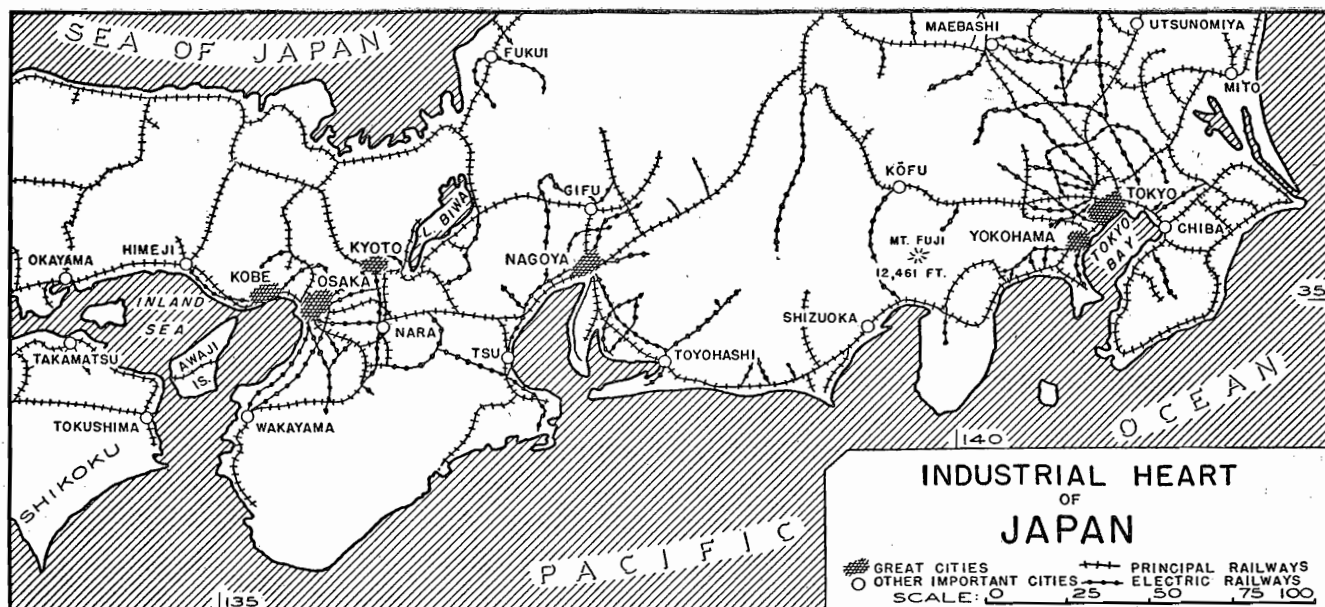 SEA OF JAPAN
FUKUI
MAEBASHI
UTSUNOMIYA
MITO
L. BIWA
GIFU
KŌFU
TOKYO
OKAYAMA
HIMEJI
KOBE
OSAKA
KYOTO
NAGOYA
MT. FUJI
12,461 FT.
YOKOHAMA
TOKYO
BAY
CHIBA
INLAND
SEA
NARA
SHIZUOKA
35
TAKAMATSU
AWAJI
IS.
TSU
TOYOHASHI
TOKUSHIMA
WAKAYAMA
SHIKOKU
135
140
PACIFIC
OCEAN
INDUSTRIAL HEART
OF
JAPAN
GREAT CITIES
PRINCIPAL RAILWAYS
OTHER IMPORTANT CITIES
ELECTRIC RAILWAYS
SCALE: 0 25 50 75 100